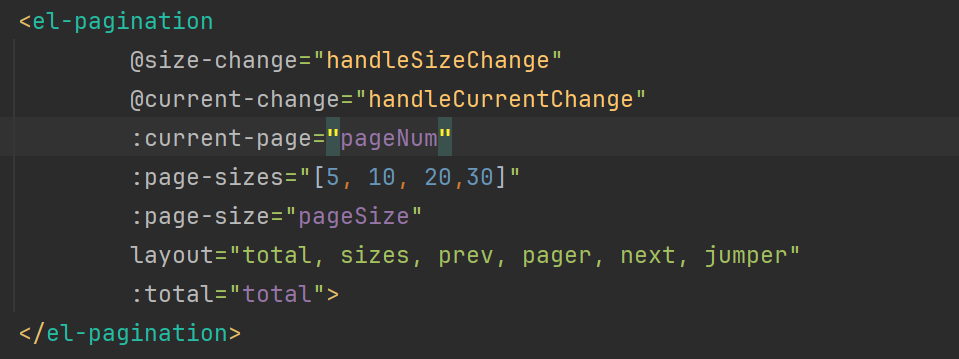 <el-pagination
@size-change="handleSizeChange"
@current-change="handleCurrentChange"
:current-page="pageNum"
:page-sizes="[5, 10, 20,30]"
:page-size="pageSize"
layout="total, sizes, prev, pager, next, jumper"
:total="total">
</el-pagination>